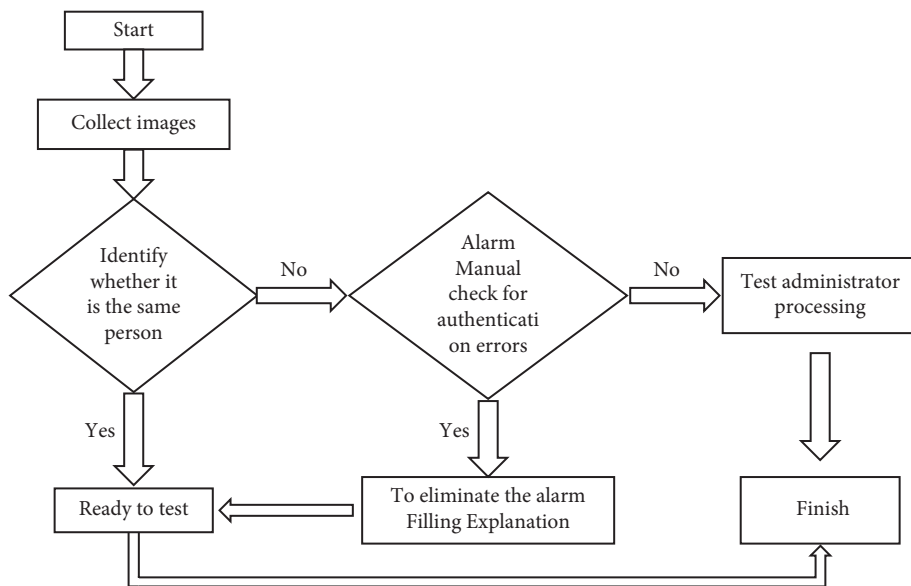 Start
Collect images
Identify
whether it
is the same
person
No
Alarm
Manual
check for
authenticati
on errors
No
Test administrator
processing
Yes
Yes
Ready to test
To eliminate the alarm
Filling Explanation
Finish